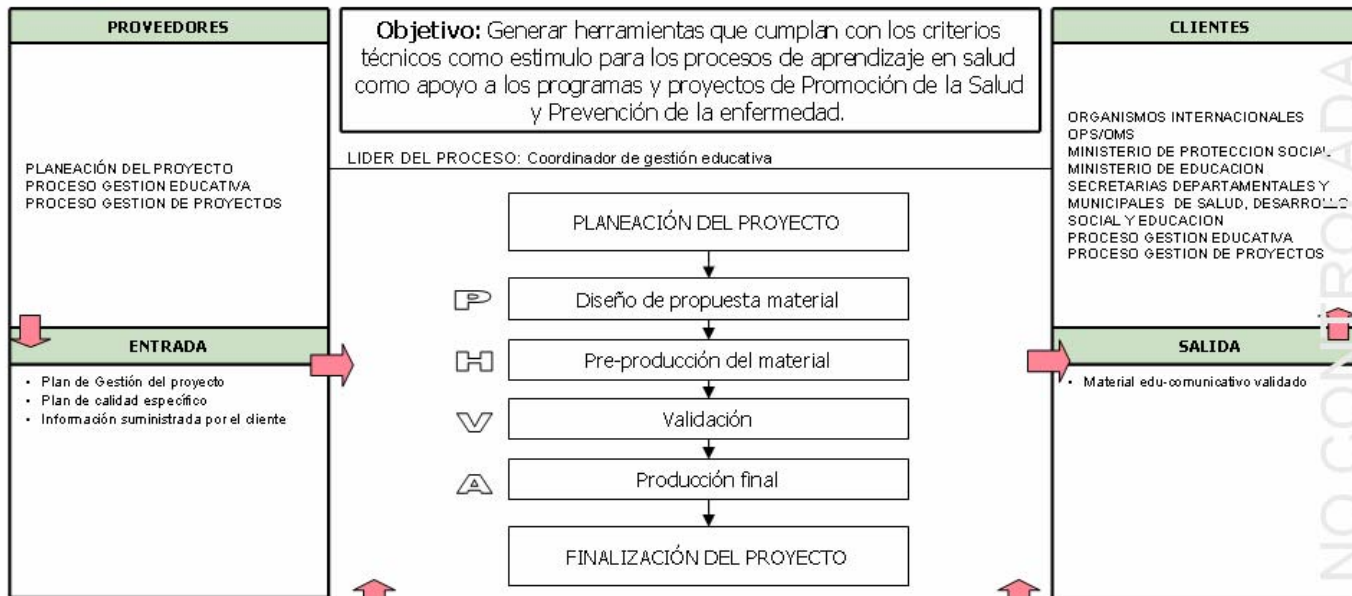 PROVEEDORES
PLANEACIÓN DEL PROYECTO
PROCESO GESTION EDUCATIVA
PROCESO GESTION DE PROYECTOS
ENTRADA
• Plan de Gestión del proyecto
• Plan de calidad específico
• Información suministrada por el cliente
Objetivo: Generar herramientas que cumplan con los criterios
técnicos como estimulo para los procesos de aprendizaje en salud
como apoyo a los programas y proyectos de Promoción de la Salud
y Prevención de la enfermedad.
LIDER DEL PROCESO: Coordinador de gestión educativa
PLANEACIÓN DEL PROYECTO
P
Diseño de propuesta material
H
Pre-producción del material
V
Validación
A
Producción final
FINALIZACIÓN DEL PROYECTO
CLIENTES
ORGANISMOS INTERNACIONALES
OPS/OMS
MINISTERIO DE PROTECCION SOCIAL
MINISTERIO DE EDUCACION
SECRETARIAS DEPARTAMENTALES Y
MUNICIPALES DE SALUD, DESARROLLO
SOCIAL Y EDUCACION
PROCESO GESTION EDUCATIVA
PROCESO GESTION DE PROYECTOS
SALIDA
• Material edu-comunicativo validado